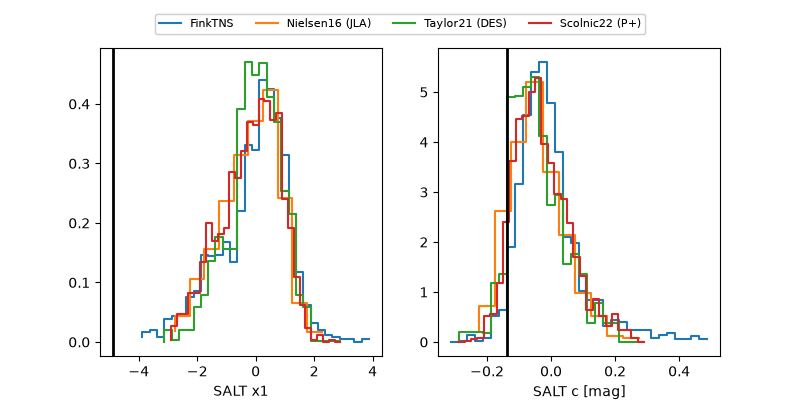 FinkTNS Nielsen16 (JLA) Taylor21 (DES) Scolnic22 (P+)
0.4
0.3
0.2
0.1
0.0
−4 −2 0 2 4
SALT x1
5
4
3
2
1
0
−0.2 0.0 0.2 0.4
SALT c [mag]